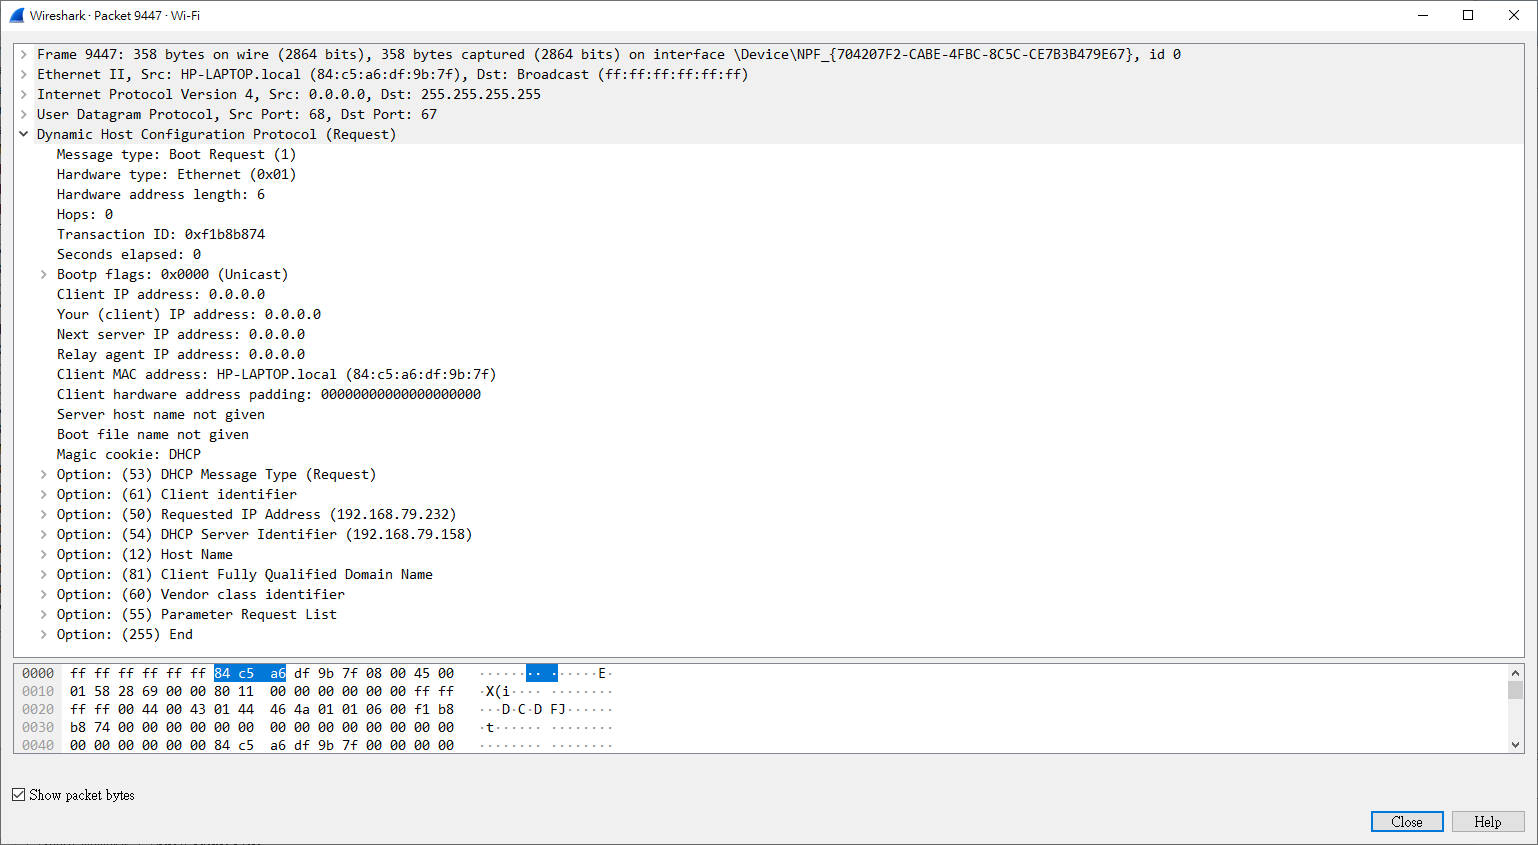 Wireshark · Packet 9447 · Wi-Fi
Frame 9447: 358 bytes on wire (2864 bits), 358 bytes captured (2864 bits) on interface \Device\NPF_{704207F2-CABE-4FBC-8C5C-CE7B3B479E67}, id 0
Ethernet II, Src: HP-LAPTOP.local (84:c5:a6:df:9b:7f), Dst: Broadcast (ff:ff:ff:ff:ff:ff)
Internet Protocol Version 4, Src: 0.0.0.0, Dst: 255.255.255.255
User Datagram Protocol, Src Port: 68, Dst Port: 67
Dynamic Host Configuration Protocol (Request)
Message type: Boot Request (1)
Hardware type: Ethernet (0x01)
Hardware address length: 6
Hops: 0
Transaction ID: 0xf1b8b874
Seconds elapsed: 0
Bootp flags: 0x0000 (Unicast)
Client IP address: 0.0.0.0
Your (client) IP address: 0.0.0.0
Next server IP address: 0.0.0.0
Relay agent IP address: 0.0.0.0
Client MAC address: HP-LAPTOP.local (84:c5:a6:df:9b:7f)
Client hardware address padding: 00000000000000000000
Server host name not given
Boot file name not given
Magic cookie: DHCP
Option: (53) DHCP Message Type (Request)
Option: (61) Client identifier
Option: (50) Requested IP Address (192.168.79.232)
Option: (54) DHCP Server Identifier (192.168.79.158)
Option: (12) Host Name
Option: (81) Client Fully Qualified Domain Name
Option: (60) Vendor class identifier
Option: (55) Parameter Request List
Option: (255) End
0000 ff ff ff ff ff ff 84 c5 a6 df 9b 7f 08 00 45 00 ········ ······E·
0010 01 58 28 69 00 00 80 11 00 00 00 00 00 00 ff ff ·X(i···· ········
0020 ff ff 00 44 00 43 01 44 46 4a 01 01 06 00 f1 b8 ···D·C·D FJ······
0030 b8 74 00 00 00 00 00 00 00 00 00 00 00 00 00 00 ·t······ ········
0040 00 00 00 00 00 00 84 c5 a6 df 9b 7f 00 00 00 00 ········ ········
Show packet bytes
Close
Help